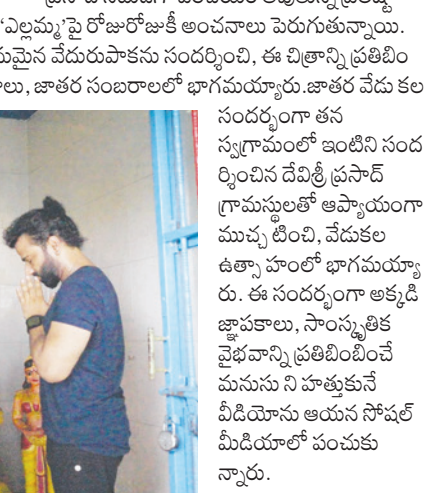 ‘ఎల్లమ్మ’పై రోజురోజుకీ అంచనాలు పెరుగుతున్నాయి.
మైన వేదురుపాకను సందర్శించి, ఈ చిత్రాన్ని ప్రతిబిం
లు, జాతర సంబరాలలో భాగమయ్యారు.జాతర వేడు కల
సందర్భంగా తన
స్వగ్రామంలో ఇంటిని సంద
ర్శించిన దేవిశ్రీ ప్రసాద్
గ్రామస్థులతో ఆప్యాయంగా
ముచ్చ టించి, వేడుకల
ఉత్సా హంలో భాగమయ్యా
రు. ఈ సందర్భంగా అక్కడి
జ్ఞాపకాలు, సాంస్కృతిక
వైభవాన్ని ప్రతిబింబించే
మనుసు ని హత్తుకునే
వీడియోను ఆయన సోషల్
మీడియాలో పంచుకు
న్నారు.